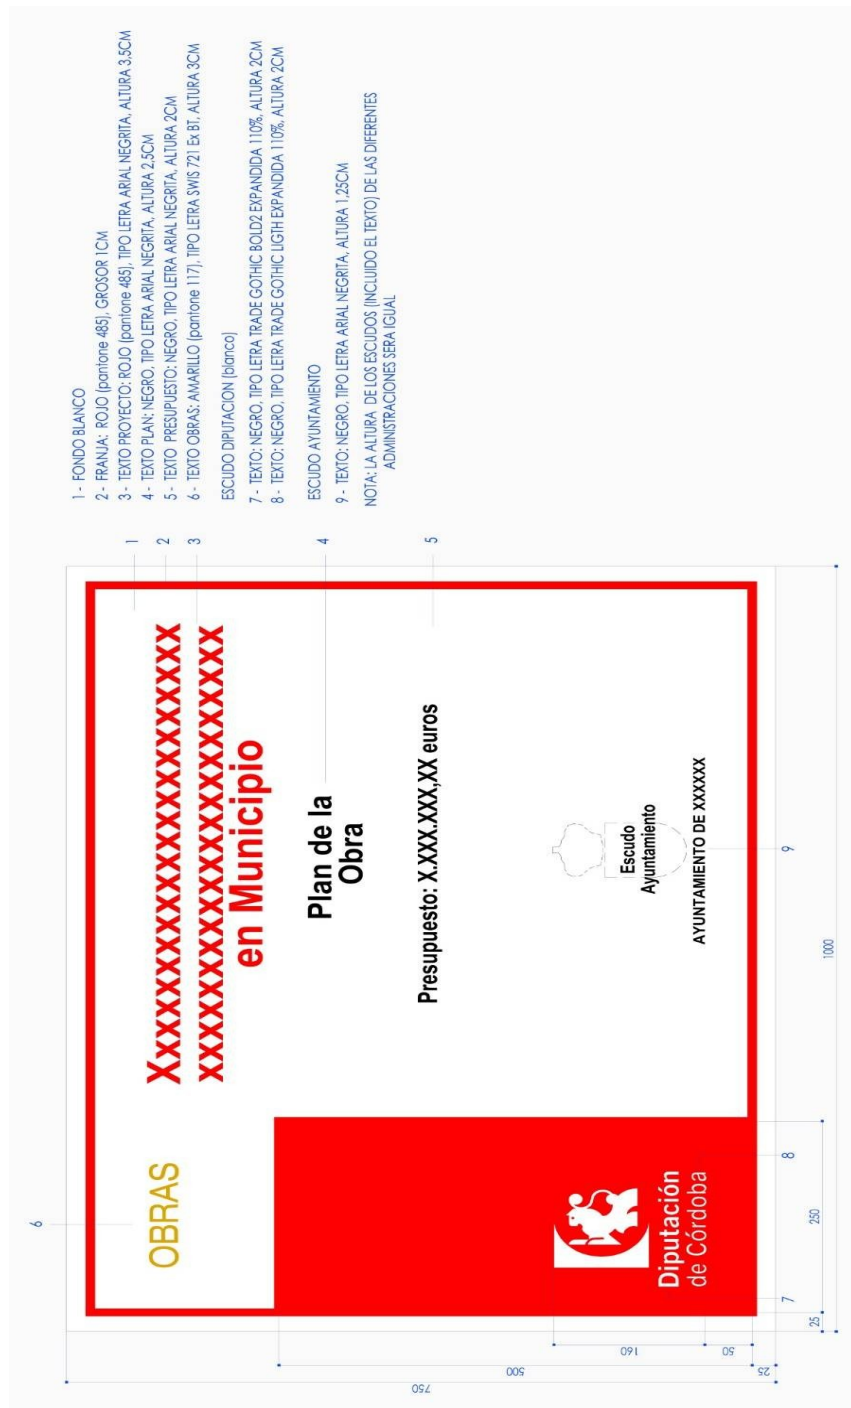 1 - FONDO BLANCO
2 - FRANJA: ROJO (pantone 485), GROSOR 1CM
3 - TEXTO PROYECTO: ROJO (pantone 485), TIPO LETRA ARIAL NEGRITA, ALTURA 3.5CM
4 - TEXTO PLAN: NEGRO, TIPO LETRA ARIAL NEGRITA, ALTURA 2,5CM
5 - TEXTO PRESUPUESTO: NEGRO, TIPO LETRA ARIAL NEGRITA, ALTURA 2CM
6 - TEXTO OBRAS: AMARILLO (pantone 117), TIPO LETRA SWIS 721 Ex BT, ALTURA 3CM
ESCUDO DIPUTACION (blanco)
7 - TEXTO: NEGRO, TIPO LETRA TRADE GOTHIC BOLD2 EXPANDIDA 110%, ALTURA 2CM
8 - TEXTO: NEGRO, TIPO LETRA TRADE GOTHIC LIGTH EXPANDIDA 110%, ALTURA 2CM
ESCUDO AYUNTAMIENTO
9 - TEXTO: NEGRO, TIPO LETRA ARIAL NEGRITA, ALTURA 1,25CM
NOTA: LA ALTURA DE LOS ESCUDOS (INCLUIDO EL TEXTO) DE LAS DIFERENTES
ADMINISTRACIONES SERA IGUAL
6
1
2
3
4
5
OBRAS
Xxxxxxxxxxxxxxxxxxxxxxxxx
xxxxxxxxxxxxxxxxxxxxxxxxx
en Municipio
Plan de la
Obra
Presupuesto: X.XXX.XXX,XX euros
Escudo
Ayuntamiento
AYUNTAMIENTO DE XXXXXX
Diputación
de Córdoba
7
8
9
25
250
1000
750
500
160
50
25